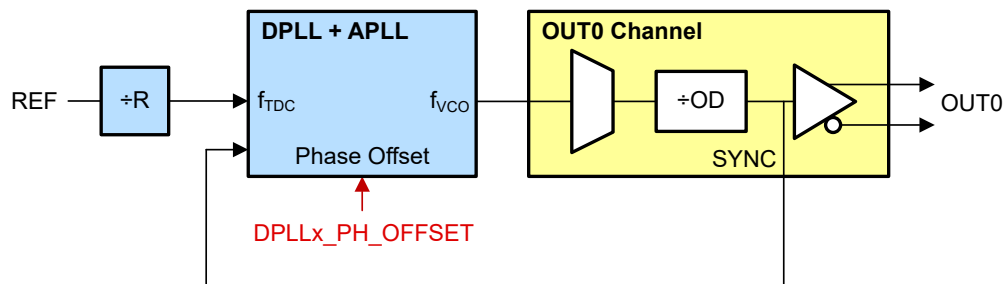 DPLL + APLL
OUT0 Channel
REF
÷R
fTDC
fVCO
÷OD
OUT0
Phase Offset
SYNC
DPLLx_PH_OFFSET